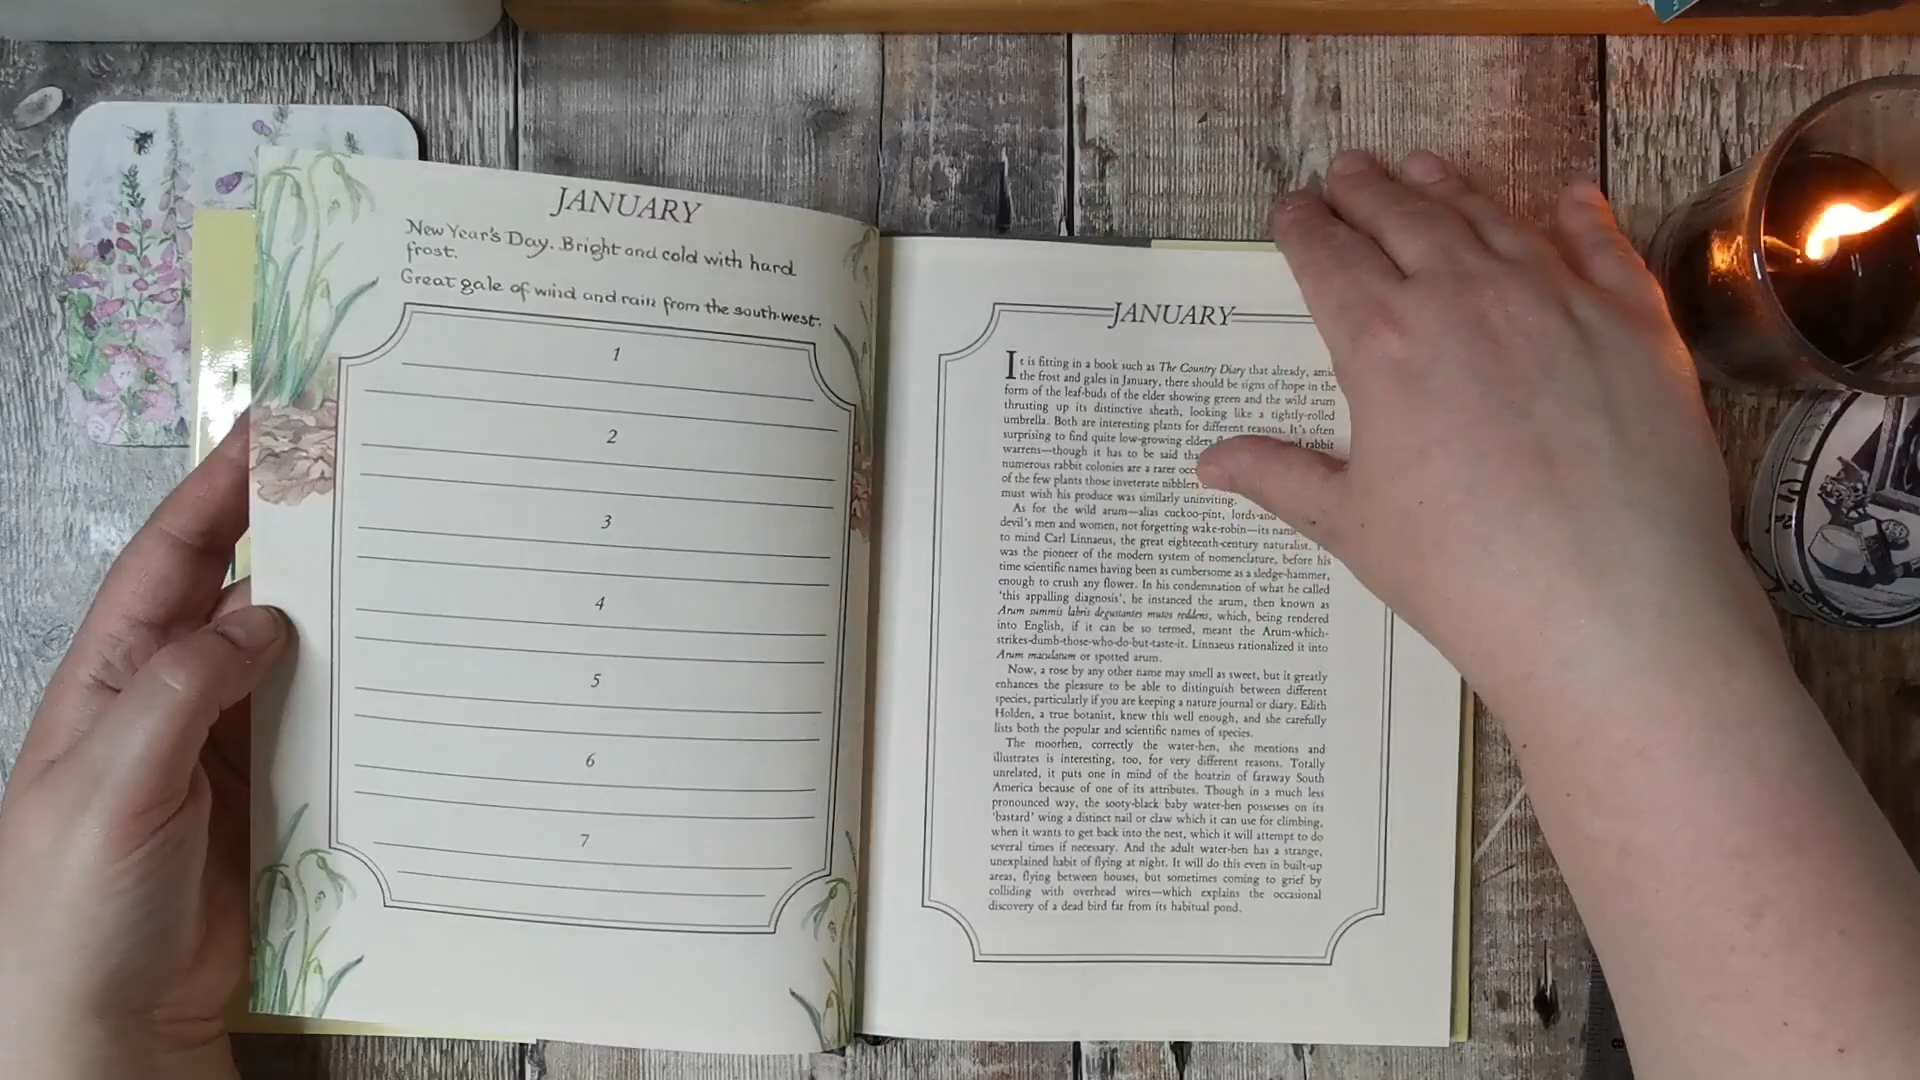 JANUARY
New Year's Day. Bright and cold with hard
frost.
Great gale of wind and rain from the south-west.
1
2
3
4
5
6
7
JANUARY
It is fitting in a book such as The Country Diary that already, amid
the frost and gales in January, there should be signs of hope in the
form of the leaf-buds of the elder showing green and the wild arum
thrusting up its distinctive sheath, looking like a tightly-rolled
umbrella. Both are interesting plants for different reasons. It's often
surprising to find quite low-growing elders rabbit
warrens—though it has to be said
numerous rabbit colonies are a rarer
of the few plants those inveterate nibblers
must wish his produce was similarly uninviting.
As for the wild arum—alias cuckoo-pint,
devil's men and women, not forgetting wake-robin—its
to mind Carl Linnaeus, the great eighteenth-century naturalist.
was the pioneer of the modern system of nomenclature, before his
time scientific names having been as cumbersome as a sledge-hammer,
enough to crush any flower. In his condemnation of what he called
'this appalling diagnosis', he instanced the arum, then known as
Arum summis labris degustantes mutos reddens, which, being rendered
into English, if it can be so termed, meant the Arum-which-
strikes-dumb-those-who-do-but-taste-it. Linnaeus rationalized it into
Arum maculatum or spotted arum.
Now, a rose by any other name may smell as sweet, but it greatly
enhances the pleasure to be able to distinguish between different
species, particularly if you are keeping a nature journal or diary. Edith
Holden, a true botanist, knew this well enough, and she carefully
lists both the popular and scientific names of species.
The moorhen, correctly the water-hen, she mentions and
illustrates is interesting, too, for very different reasons. Totally
unrelated, it puts one in mind of the hoatzin of faraway South
America because of one of its attributes. Though in a much less
pronounced way, the sooty-black baby water-hen possesses on its
'bastard' wing a distinct nail or claw which it can use for climbing,
when it wants to get back into the nest, which it will attempt to do
several times if necessary. And the adult water-hen has a strange,
unexplained habit of flying at night. It will do this even in built-up
areas, flying between houses, but sometimes coming to grief by
colliding with overhead wires—which explains the occasional
discovery of a dead bird far from its habitual pond.